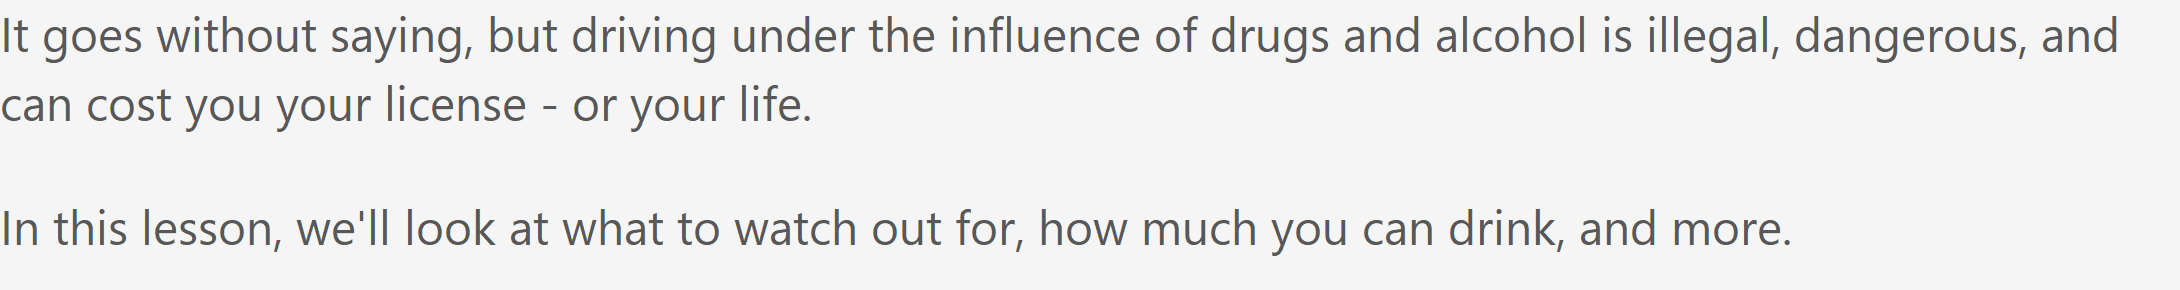 It goes without saying, but driving under the influence of drugs and alcohol is illegal, dangerous, and
can cost you your license - or your life.
In this lesson, we'll look at what to watch out for, how much you can drink, and more.